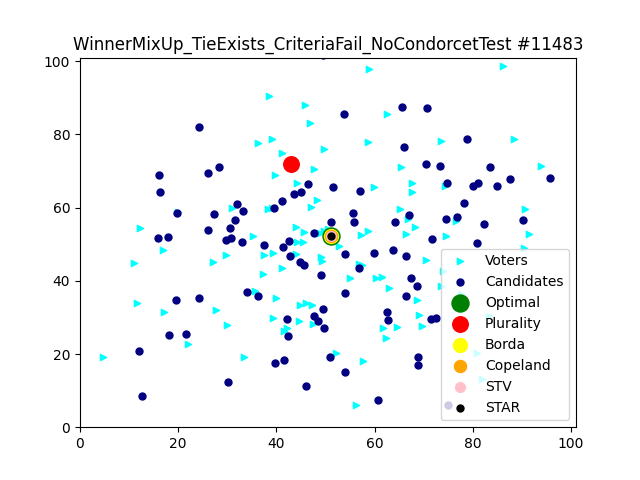 WinnerMixUp_TieExists_CriteriaFail_NoCondorcetTest #11483
100
80
60
40
20
0
0 20 40 60 80 100
Voters
Candidates
Optimal
Plurality
Borda
Copeland
STV
STAR